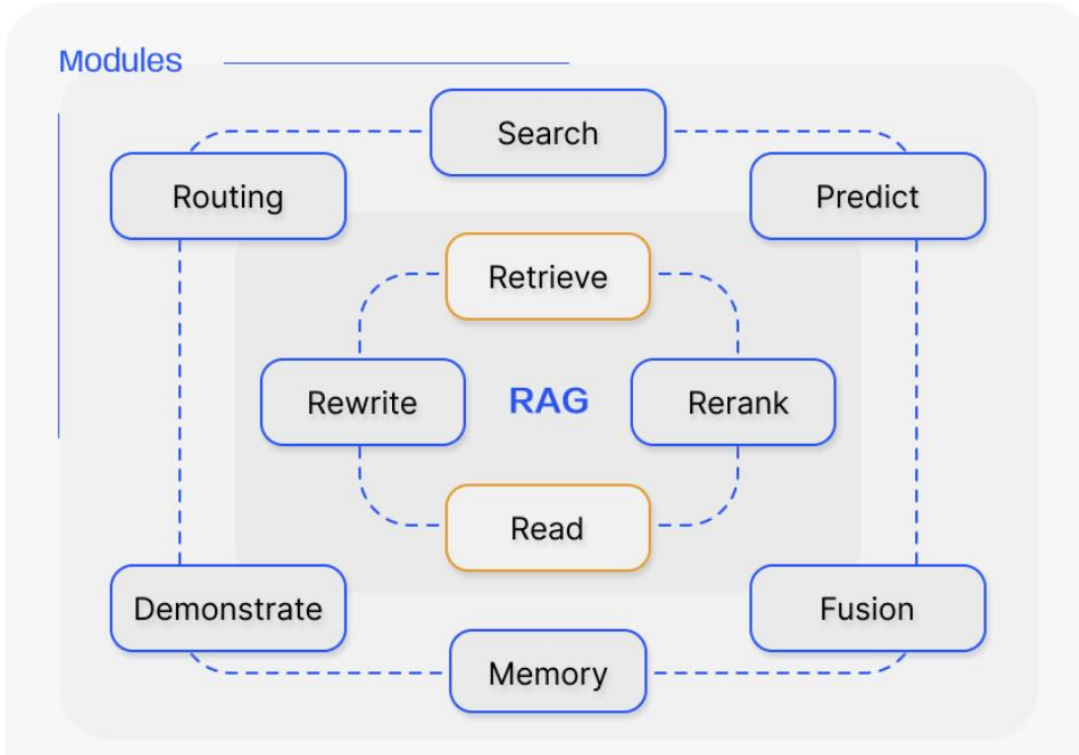 Modules
Search
Routing
Predict
Retrieve
Rewrite
RAG
Rerank
Read
Demonstrate
Fusion
Memory